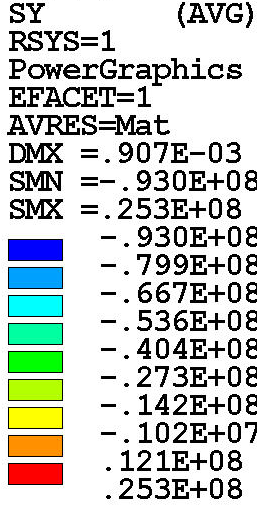 SY (AVG)
RSYS=1
PowerGraphics
EFACET=1
AVRES=Mat
DMX =.907E-03
SMN =-.930E+08
SMX =.253E+08
-.930E+08
-.799E+08
-.667E+08
-.536E+08
-.404E+08
-.273E+08
-.142E+08
-.102E+07
.121E+08
.253E+08